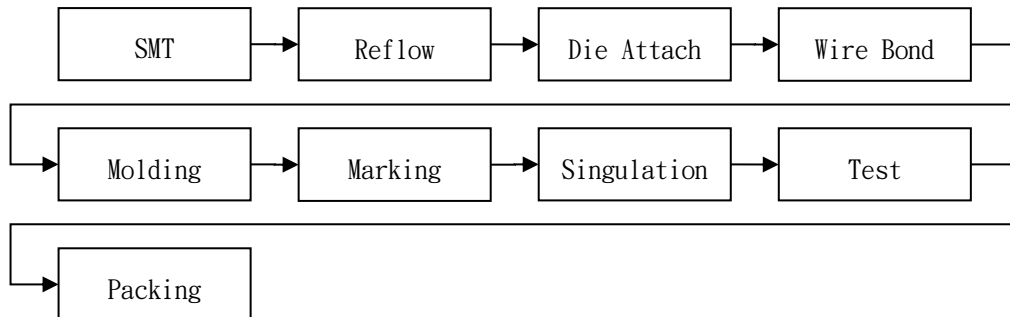 SMT
Reflow
Die Attach
Wire Bond
Molding
Marking
Singulation
Test
Packing